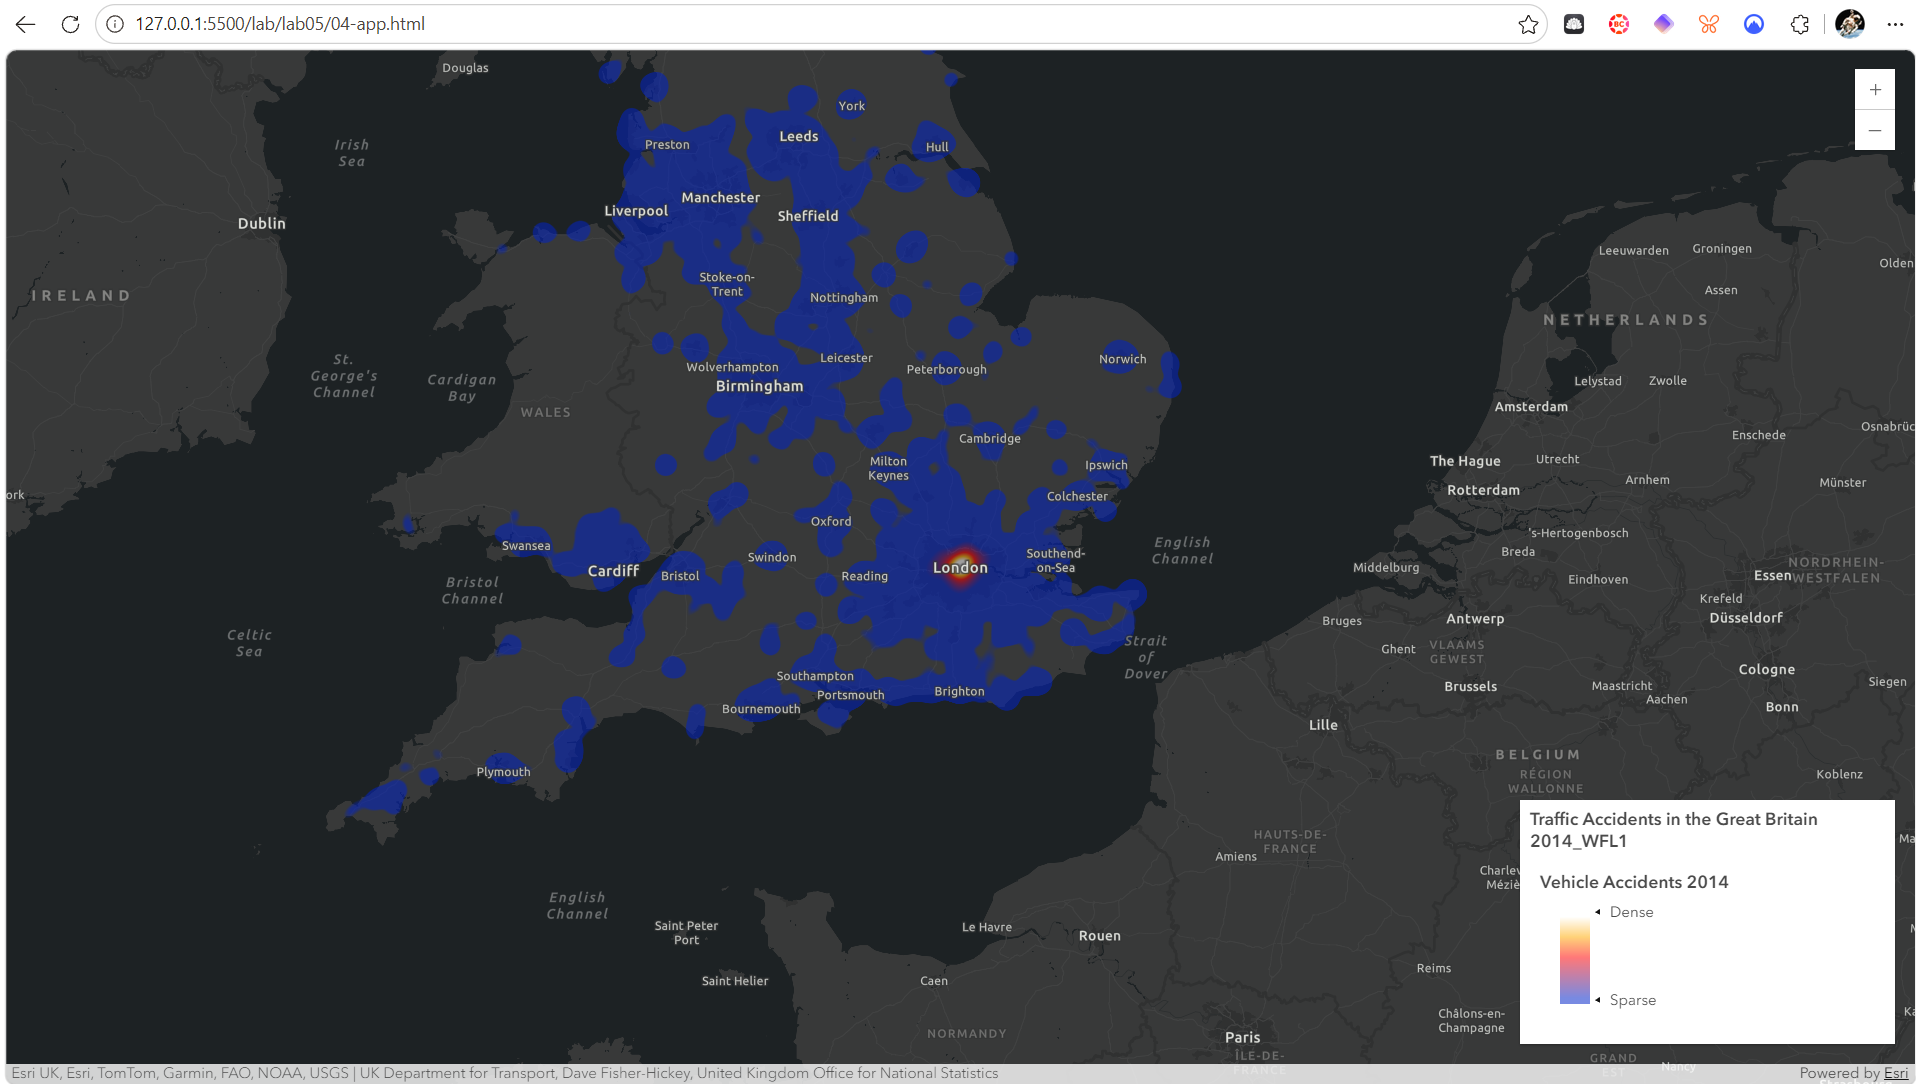 127.0.0.1:5500/lab/lab05/04-app.html
Douglas
York
Irish
Sea
Preston
Leeds
Hull
Dublin
Liverpool
Manchester
Sheffield
IRELAND
Stoke-on-
Trent
Nottingham
Leeuwarden
Groningen
Olden
Assen
NETHERLANDS
St.
George's
Channel
Cardigan
Bay
WALES
Wolverhampton
Birmingham
Leicester
Peterborough
Norwich
Lelystad
Zwolle
Amsterdam
Cambridge
Enschede
Osnabrüc
Milton
Keynes
Ipswich
The Hague
Utrecht
Rotterdam
Arnhem
Münster
ork
Colchester
Oxford
Swansea
Cardiff
Bristol
Swindon
Reading
London
Southend-
on-Sea
English
Channel
's-Hertogenbosch
Breda
Middelburg
Eindhoven
Essen
NORDRHEIN-
WESTFALEN
Bristol
Channel
Krefeld
Düsseldorf
Bruges
Antwerp
Celtic
Sea
Strait
of
Dover
Ghent
VLAAMS
GEWEST
Southampton
Portsmouth
Brighton
Bournemouth
Brussels
Maastricht
Aachen
Cologne
Siegen
Bonn
Lille
Plymouth
BELGIUM
RÉGION
WALLONNE
Koblenz
HAUTS-DE-
FRANCE
Amiens
Charlev
Méziè
Ma
Traffic Accidents in the Great Britain
2014_WFL1
Vehicle Accidents 2014
Dense
Sparse
English
Channel
Saint Peter
Port
Le Havre
Rouen
Saint Helier
Caen
Reims
Châlons-en-
Champagne
NORMANDY
Paris
ÎLE-DE-
FRANCE
GRAND
EST
Nancy
Esri UK, Esri, TomTom, Garmin, FAO, NOAA, USGS | UK Department for Transport, Dave Fisher-Hickey, United Kingdom Office for National Statistics
Powered by Esri